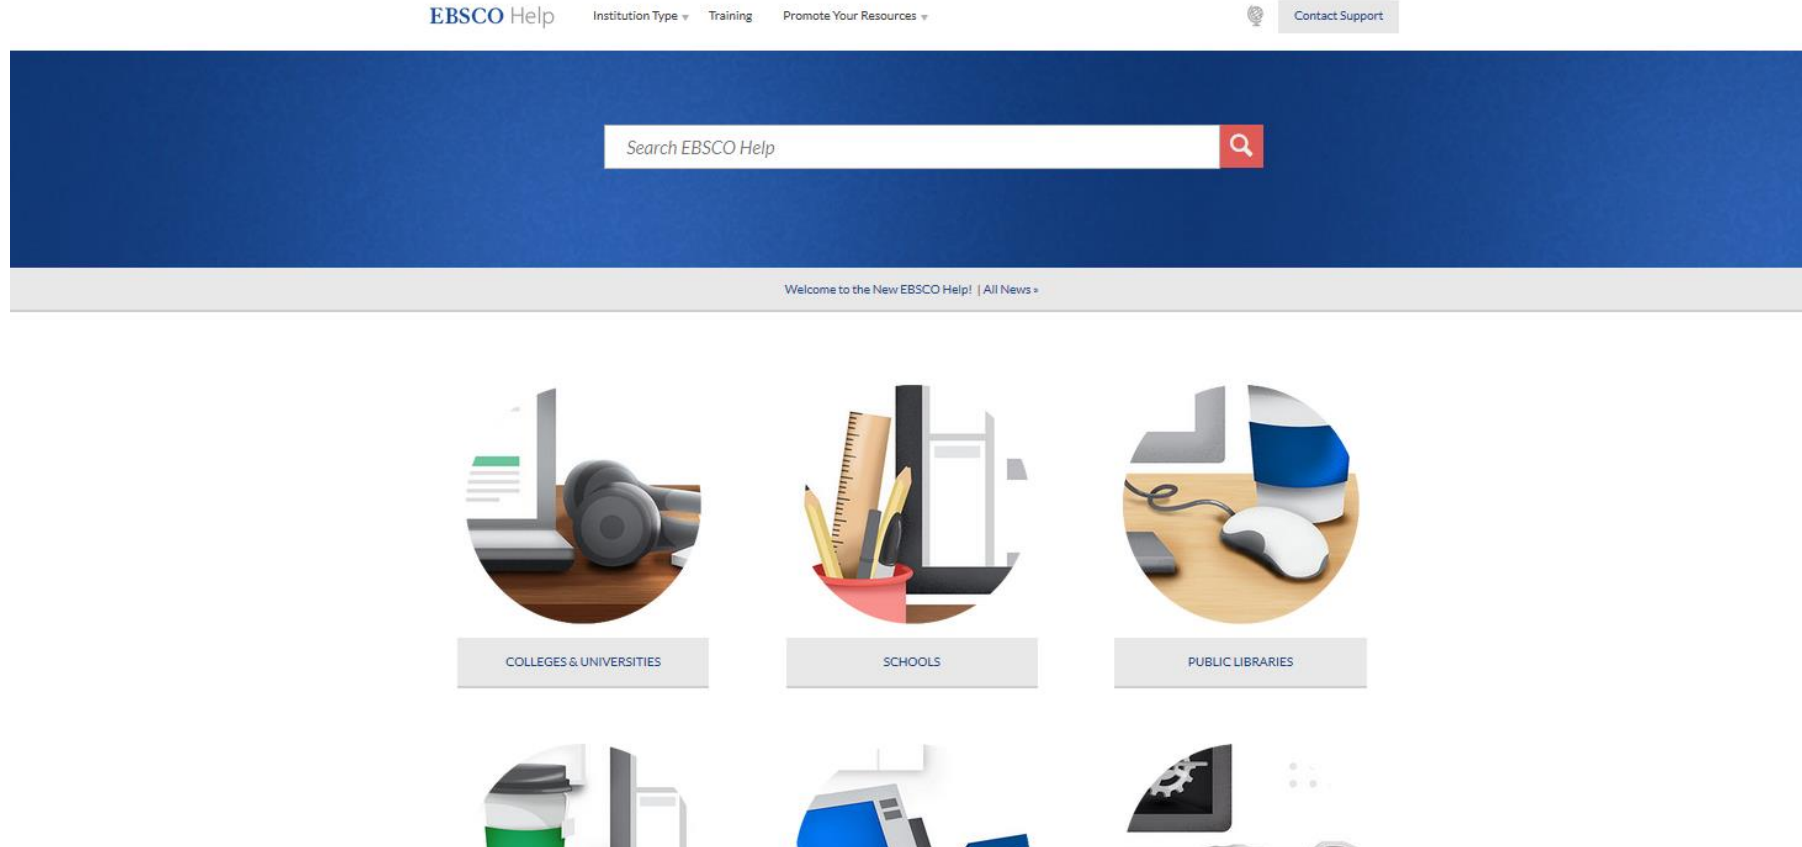 EBSCO Help Institution Type Training Promote Your Resources Contact Support
Search EBSCO Help
Welcome to the New EBSCO Help! | All News »
COLLEGES & UNIVERSITIES SCHOOLS PUBLIC LIBRARIES